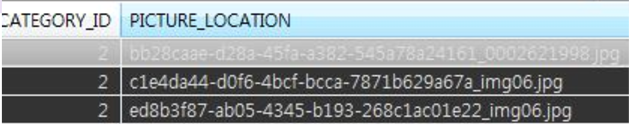 CATEGORY_ID PICTURE_LOCATION
2 bb28caae-d28a-45fa-a382-545a78a24161_0002621998.jpg
2 c1e4da44-d0f6-4bcf-bcca-7871b629a67a_img06.jpg
2 ed8b3f87-ab05-4345-b193-268c1ac01e22_img06.jpg